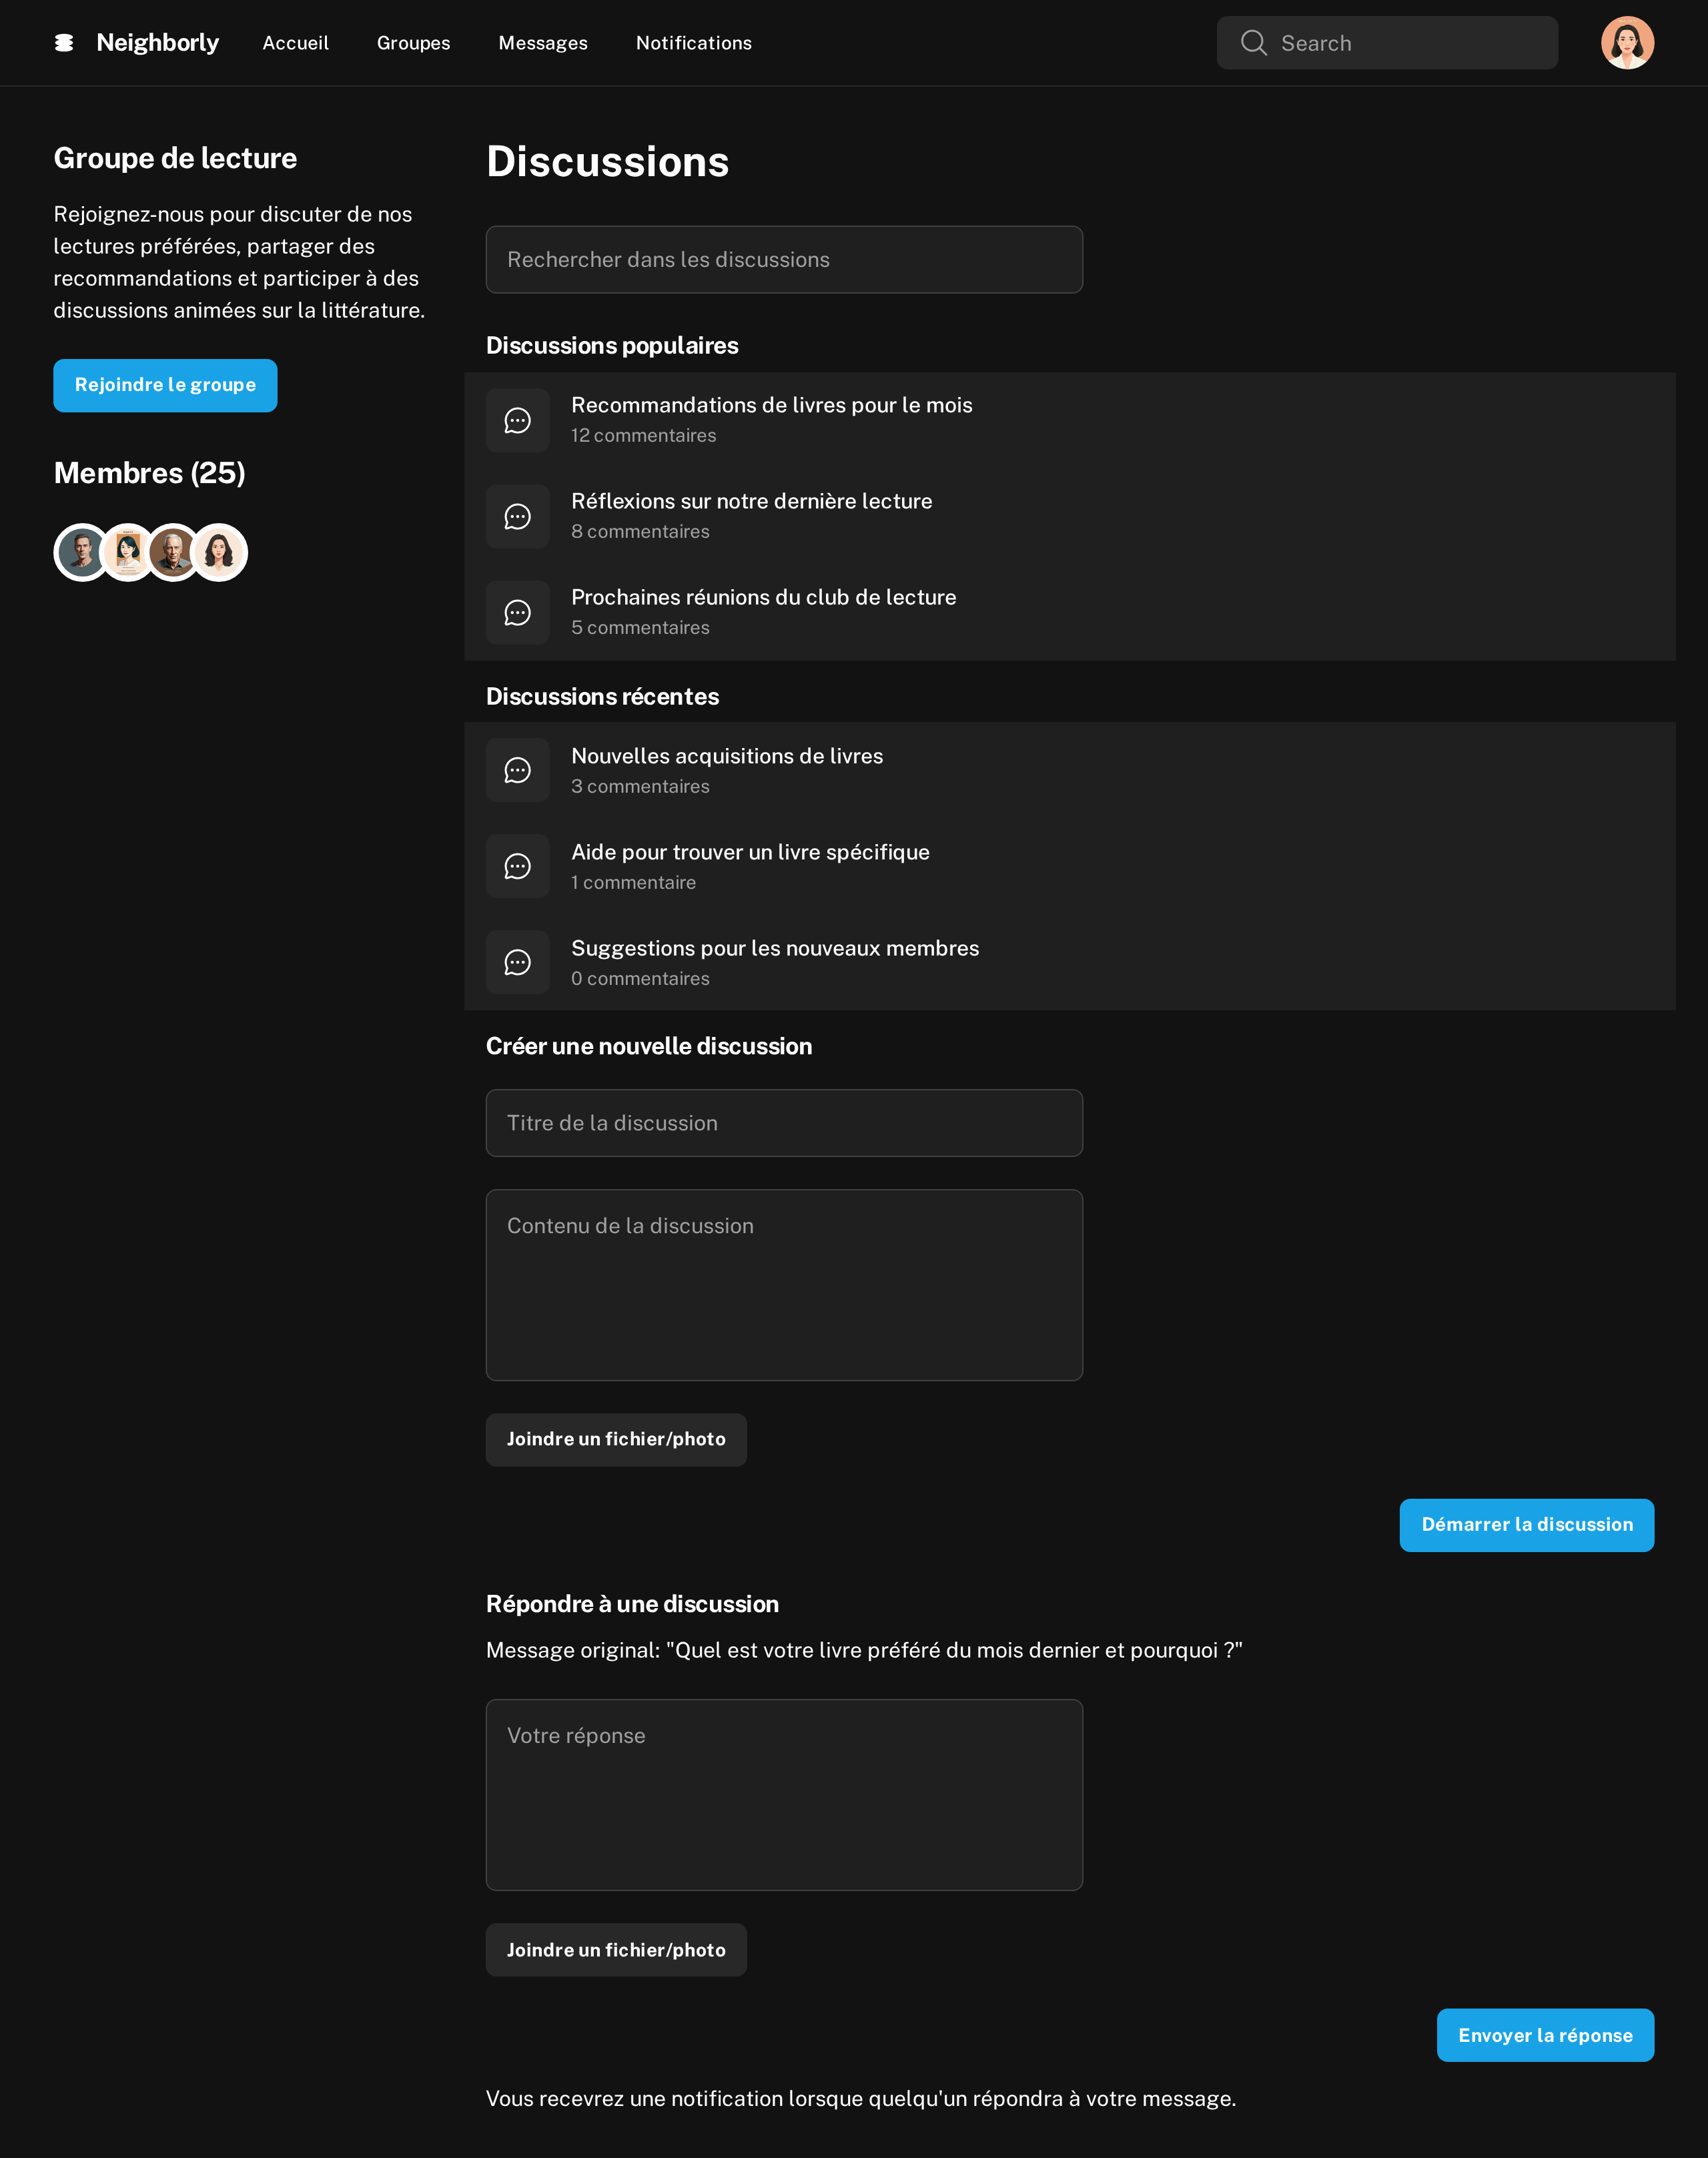 Neighborly
Accueil
Groupes
Messages
Notifications
Search
Groupe de lecture
Rejoignez-nous pour discuter de nos
lectures préférées, partager des
recommandations et participer à des
discussions animées sur la littérature.
Rejoindre le groupe
Membres (25)
Discussions
Rechercher dans les discussions
Discussions populaires
Recommandations de livres pour le mois
12 commentaires
Réflexions sur notre dernière lecture
8 commentaires
Prochaines réunions du club de lecture
5 commentaires
Discussions récentes
Nouvelles acquisitions de livres
3 commentaires
Aide pour trouver un livre spécifique
1 commentaire
Suggestions pour les nouveaux membres
0 commentaires
Créer une nouvelle discussion
Titre de la discussion
Contenu de la discussion
Joindre un fichier/photo
Démarrer la discussion
Répondre à une discussion
Message original: "Quel est votre livre préféré du mois dernier et pourquoi ?"
Votre réponse
Joindre un fichier/photo
Envoyer la réponse
Vous recevrez une notification lorsque quelqu'un répondra à votre message.